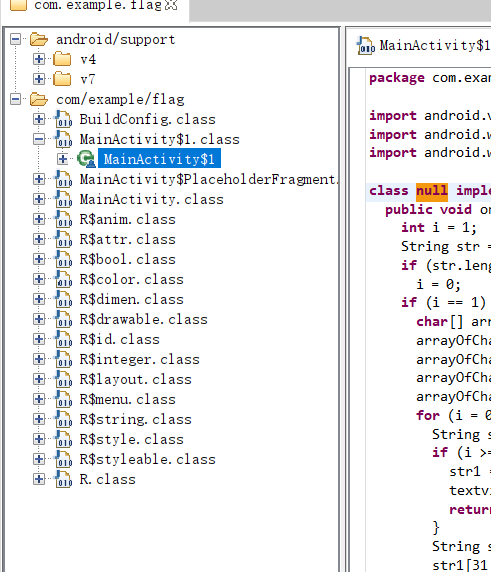 com.example.flag
android/support
v4
v7
com/example/flag
BuildConfig.class
MainActivity$1.class
MainActivity$1
MainActivity$PlaceholderFragment.
MainActivity.class
R$anim.class
R$attr.class
R$bool.class
R$color.class
R$dimen.class
R$drawable.class
R$id.class
R$integer.class
R$layout.class
R$menu.class
R$string.class
R$style.class
R$styleable.class
R.class
MainActivity$1
package com.exa
import android.v
import android.w
import android.w
class null imple
public void on
int i = 1;
String str =
if (str.leng
i = 0;
if (i == 1)
char[] arr
arrayOfCha
arrayOfCha
arrayOfCha
arrayOfCha
for (i = 0
String s
if (i >=
str1 =
textvi
return
}
String s
str1[31